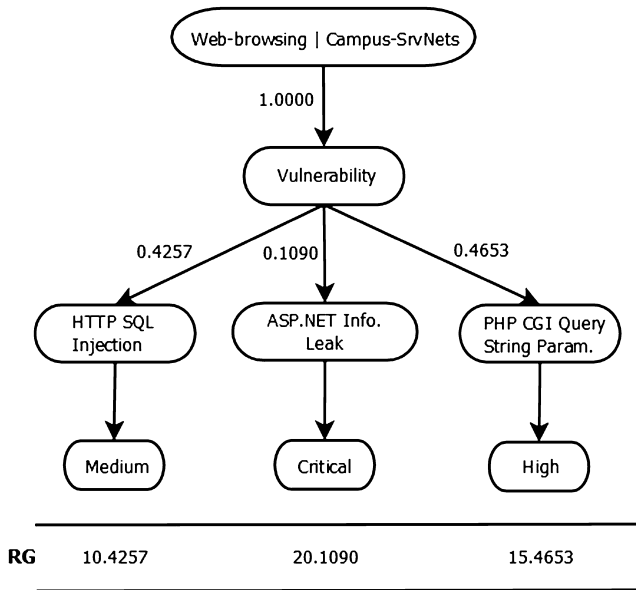 Web-browsing | Campus-SrvNets
1.0000
Vulnerability
0.4257
0.1090
0.4653
HTTP SQL
Injection
ASP.NET Info.
Leak
PHP CGI Query
String Param.
Medium
Critical
High
RG 10.4257 20.1090 15.4653